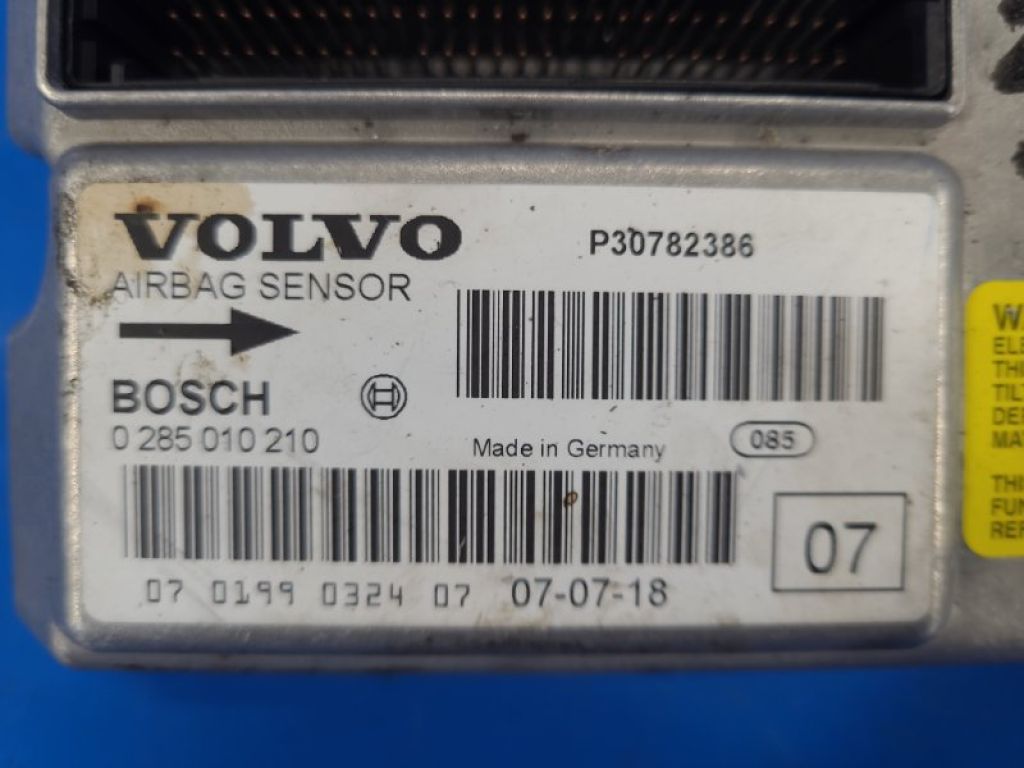 VOLVO
P30782386
AIRBAG SENSOR
BOSCH
0 285 010 210
Made in Germany
085
07
07 0199 0324 07 07-07-18